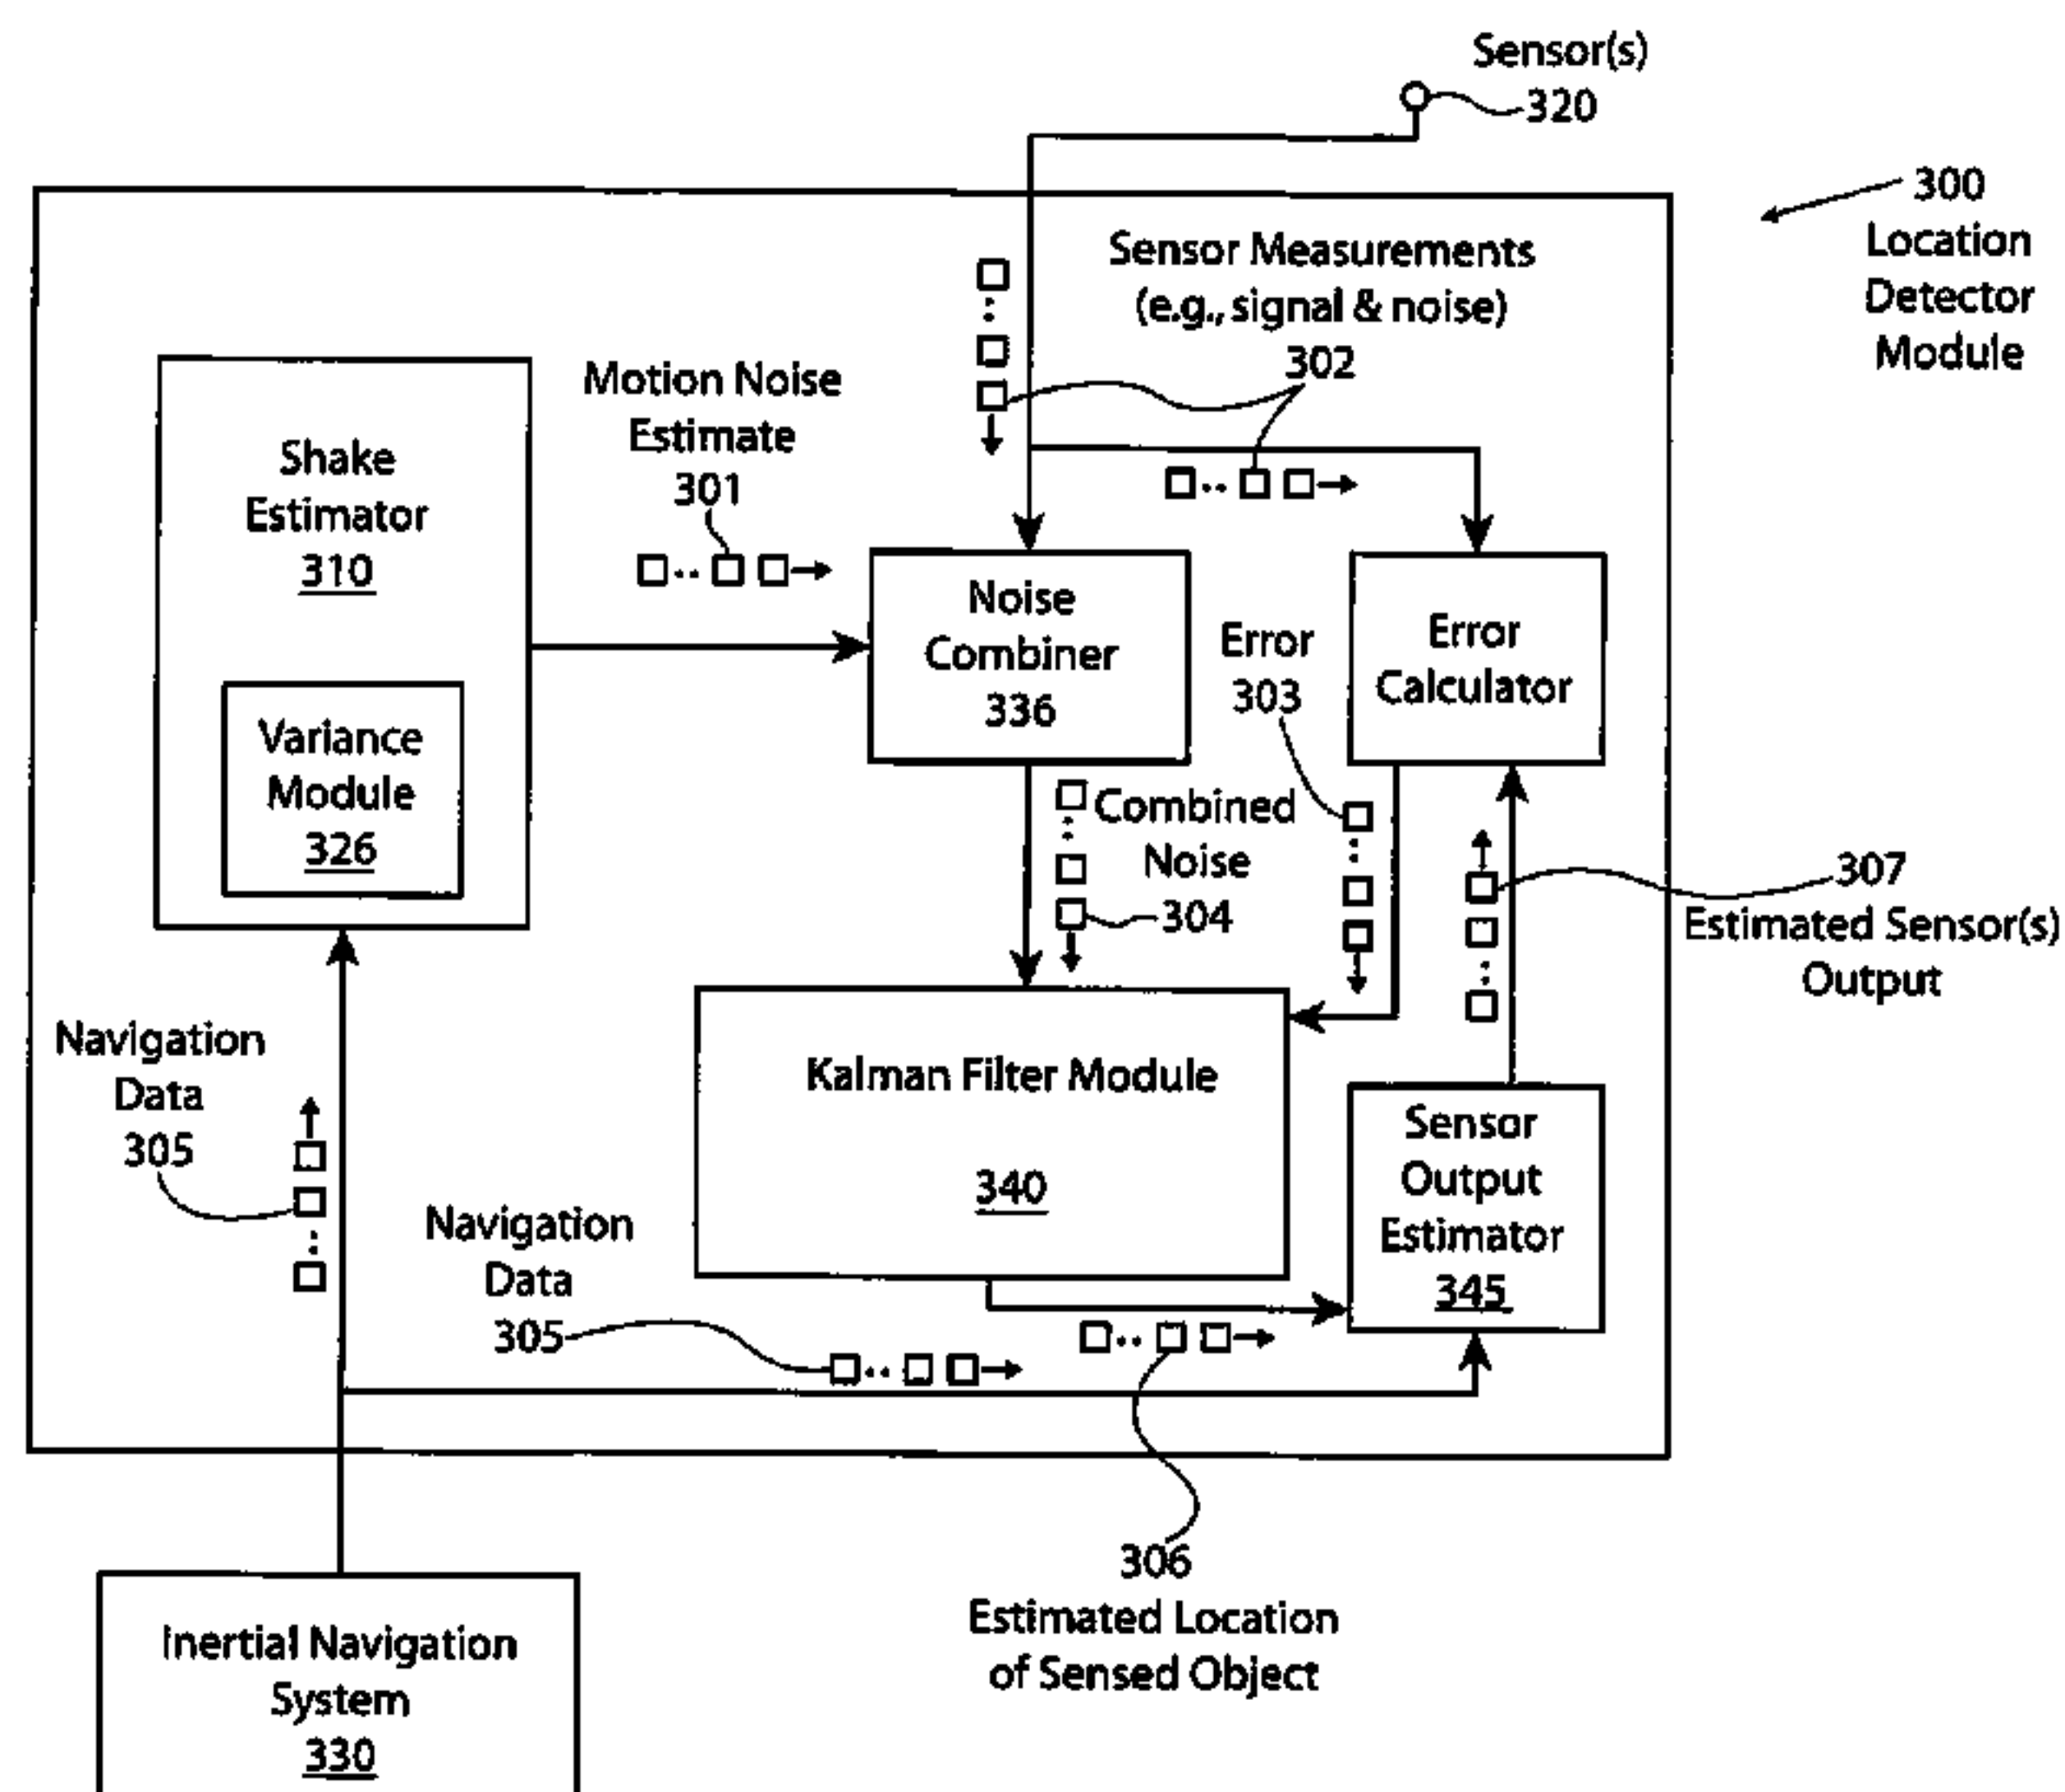 Sensor(s)
320
300
Location
Detector
Module
Sensor Measurements
(e.g., signal & noise)
302
Motion Noise
Estimate
301
Shake
Estimator
310
Variance
Module
326
Noise
Combiner
336
Error
303
Error
Calculator
Combined
Noise
304
307
Estimated Sensor(s)
Output
Navigation
Data
305
Kalman Filter Module
340
Sensor
Output
Estimator
345
Navigation
Data
305
306
Estimated Location
of Sensed Object
Inertial Navigation
System
330